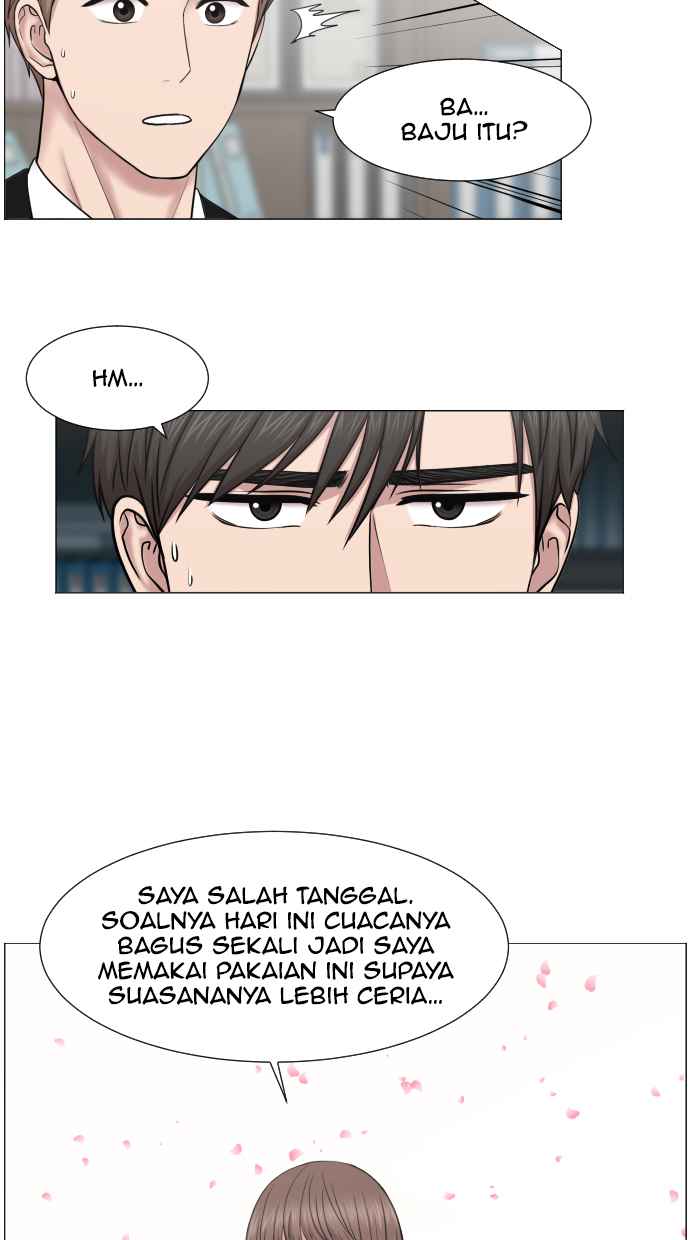 BA...
BAJU ITU?
HM...
SAYA SALAH TANGGAL.
SOALNYA HARI INI CUACANYA
BAGUS SEKALI JADI SAYA
MEMAKAI PAKAIAN INI SUPAYA
SUASANANYA LEBIH CERIA...